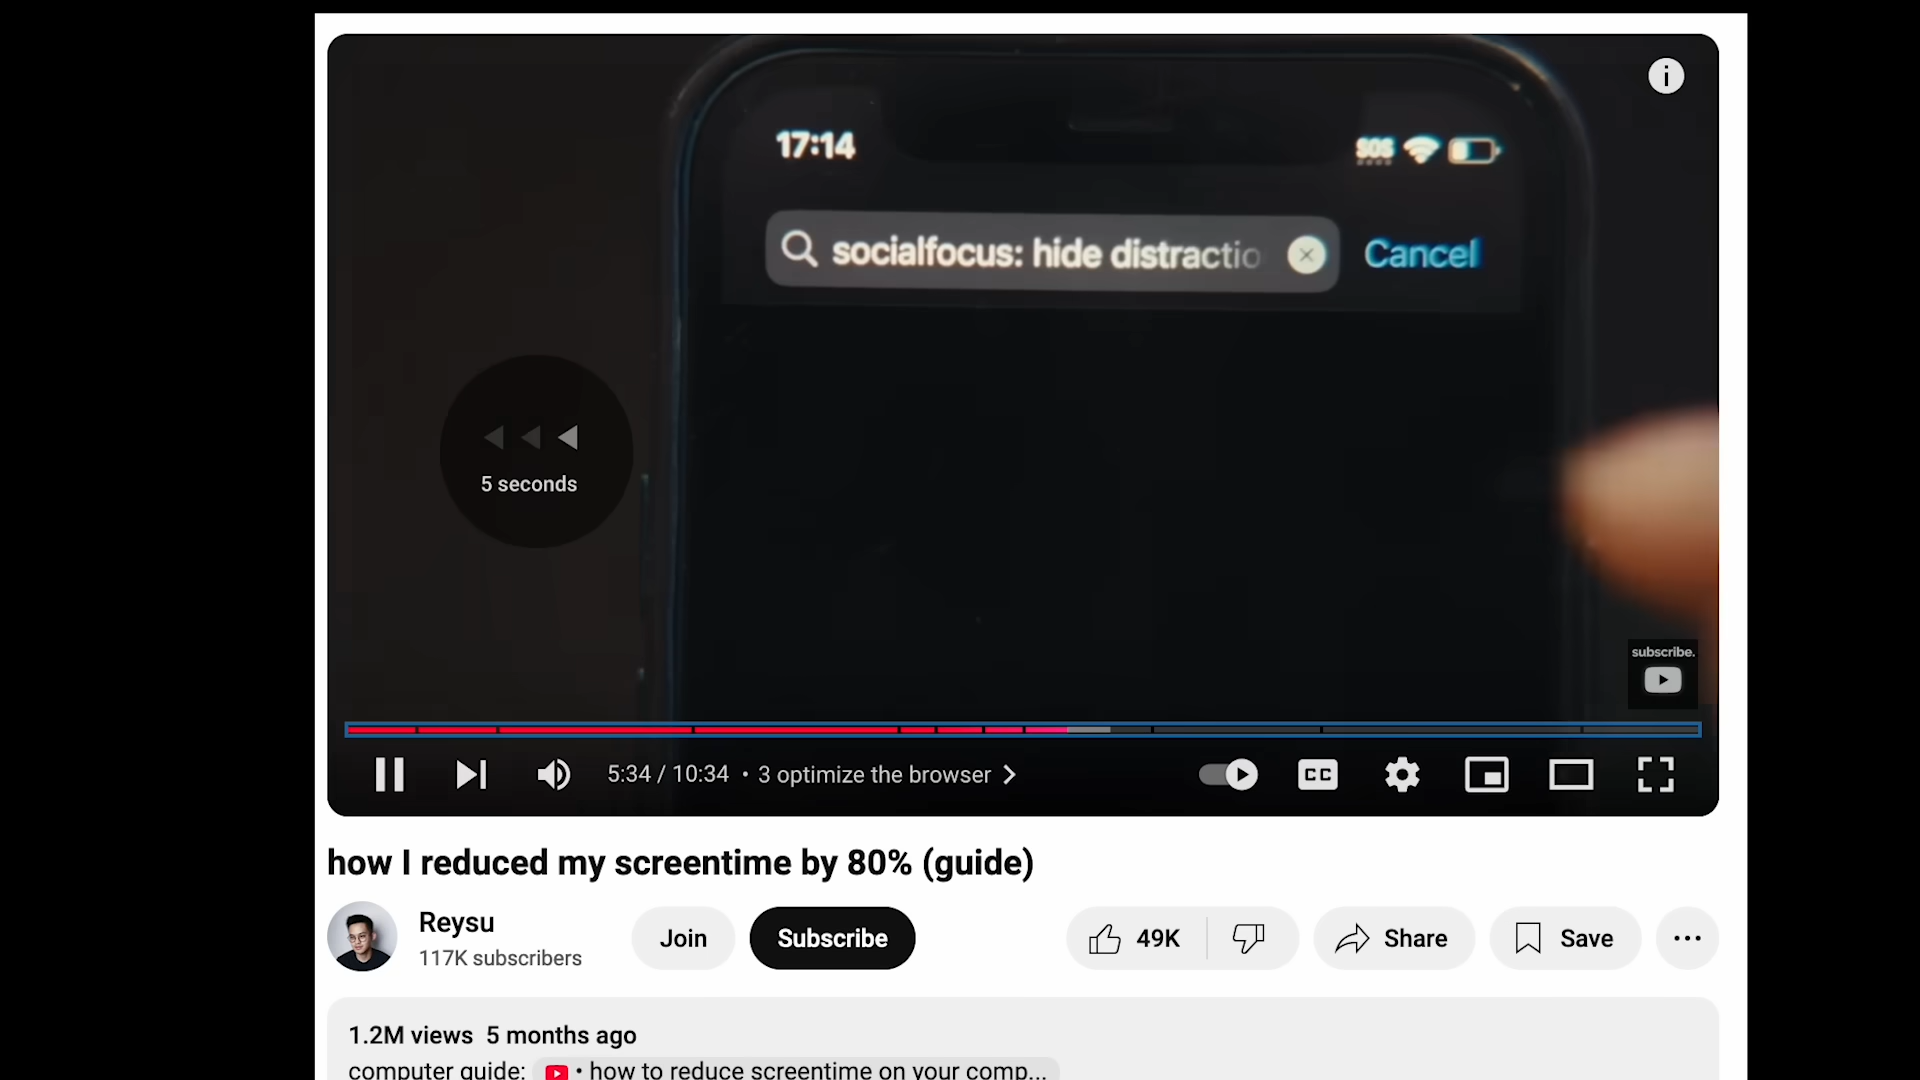 17:14
SOS
socialfocus: hide distractio
Cancel
5 seconds
subscribe.
5:34 / 10:34 • 3 optimize the browser
CC
how I reduced my screentime by 80% (guide)
Reysu
117K subscribers
Join
Subscribe
49K
Share
Save
1.2M views 5 months ago
computer guide: • how to reduce screentime on your comp...